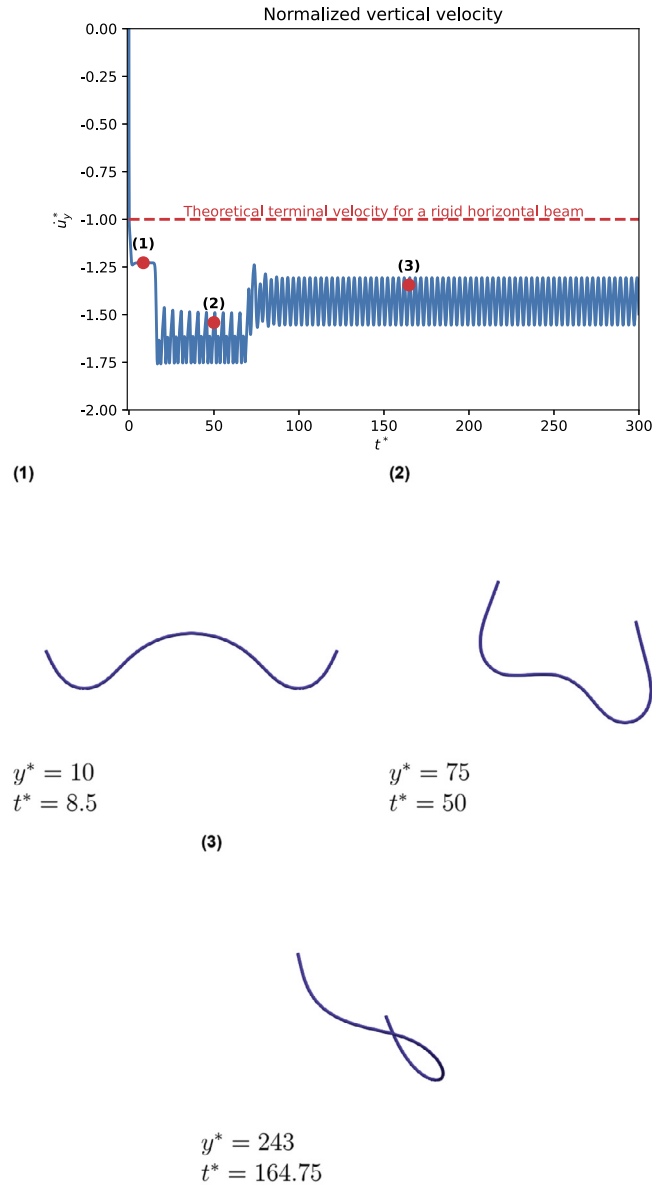 Normalized vertical velocity
0.00
-0.25
-0.50
-0.75
-1.00
-1.25
-1.50
-1.75
-2.00
u̇*y
Theoretical terminal velocity for a rigid horizontal beam
(1)
(2)
(3)
0 50 100 150 200 250 300
t*
(1) (2)
y* = 10
t* = 8.5
y* = 75
t* = 50
(3)
y* = 243
t* = 164.75